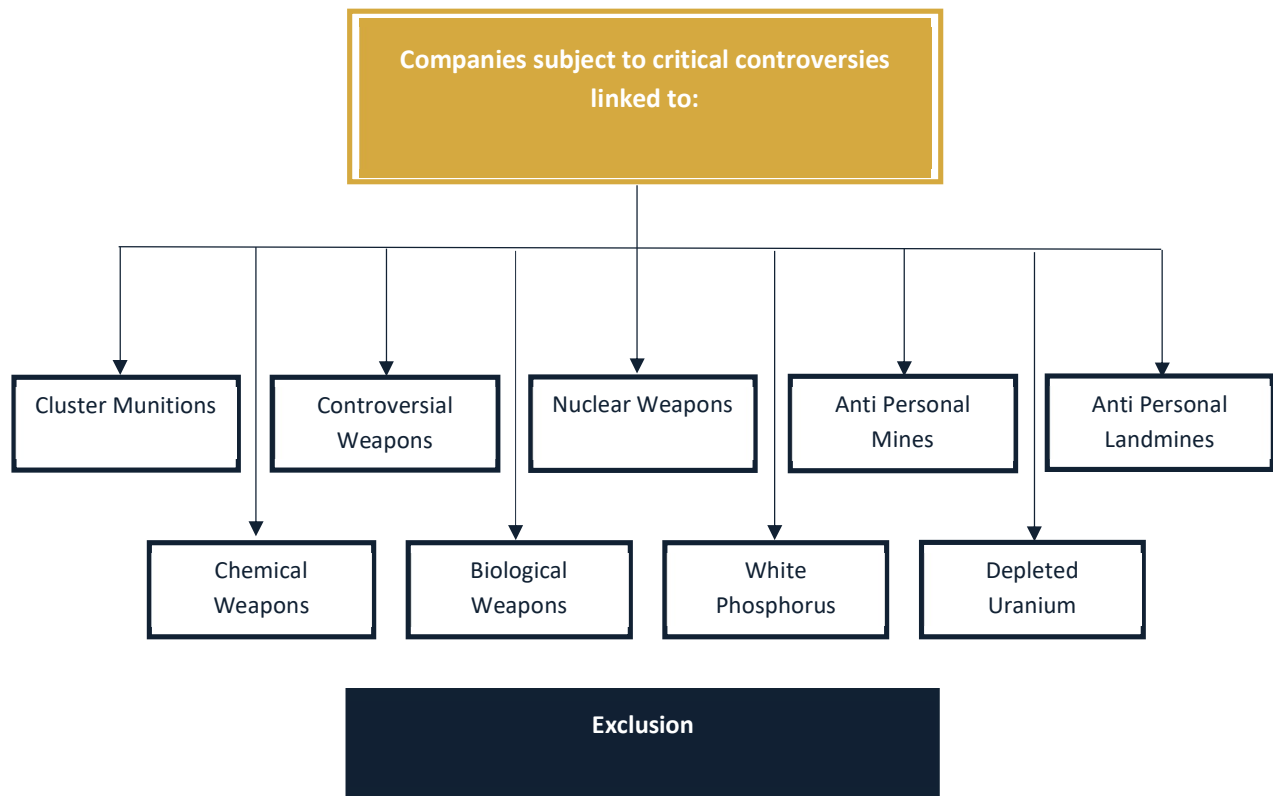 Companies subject to critical controversies
linked to:
Cluster Munitions
Controversial
Weapons
Nuclear Weapons
Anti Personal
Mines
Anti Personal
Landmines
Chemical
Weapons
Biological
Weapons
White
Phosphorus
Depleted
Uranium
Exclusion